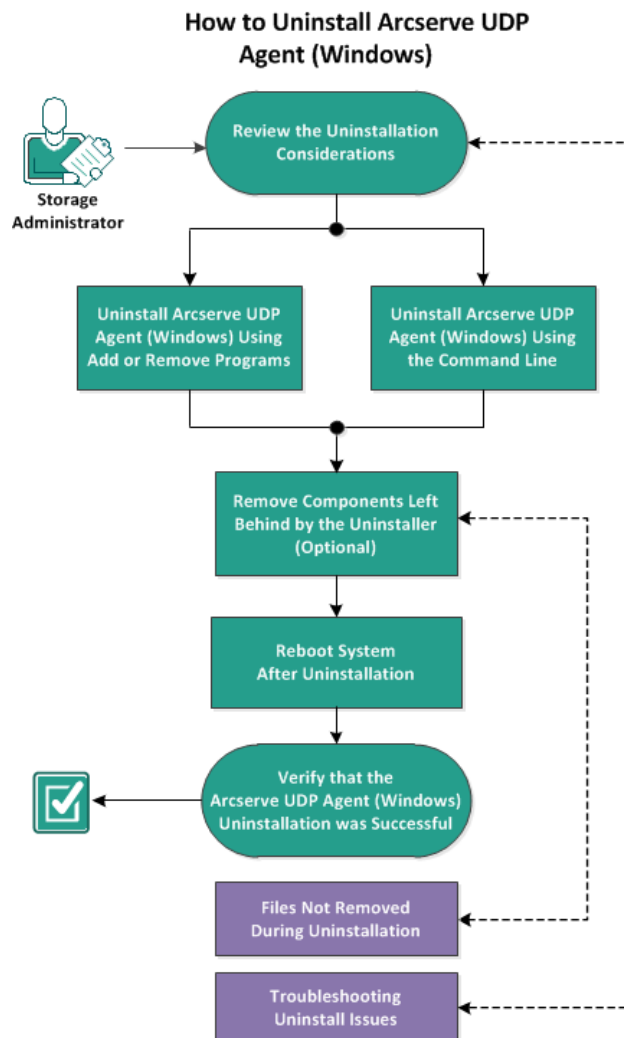 How to Uninstall Arcserve UDP
Agent (Windows)
Review the Uninstallation
Considerations
Storage
Administrator
Uninstall Arcserve UDP
Agent (Windows) Using
Add or Remove Programs
Uninstall Arcserve UDP
Agent (Windows) Using
the Command Line
Remove Components Left
Behind by the Uninstaller
(Optional)
Reboot System
After Uninstallation
Verify that the
Arcserve UDP Agent (Windows)
Uninstallation was Successful
Files Not Removed
During Uninstallation
Troubleshooting
Uninstall Issues